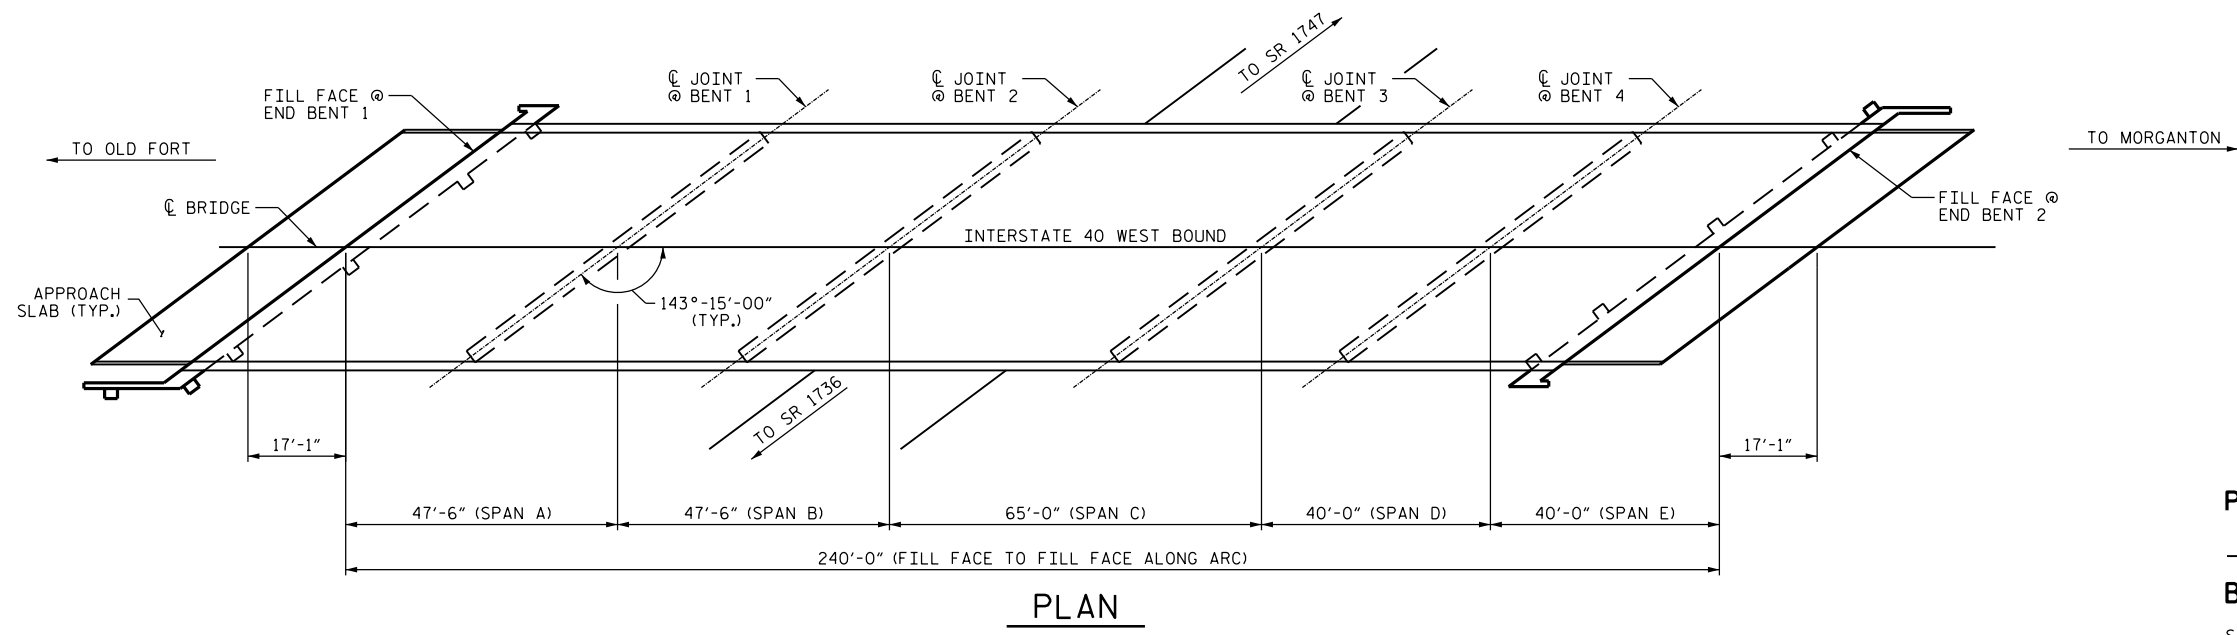 TO SR 1747
FILL FACE @
END BENT 1
℄ JOINT
@ BENT 1
℄ JOINT
@ BENT 2
℄ JOINT
@ BENT 3
℄ JOINT
@ BENT 4
TO OLD FORT
TO MORGANTON
℄ BRIDGE
FILL FACE @
END BENT 2
INTERSTATE 40 WEST BOUND
APPROACH
SLAB (TYP.)
143°-15'-00"
(TYP.)
TO SR 1736
17'-1"
17'-1"
47'-6" (SPAN A)
47'-6" (SPAN B)
65'-0" (SPAN C)
40'-0" (SPAN D)
40'-0" (SPAN E)
240'-0" (FILL FACE TO FILL FACE ALONG ARC)
PLAN